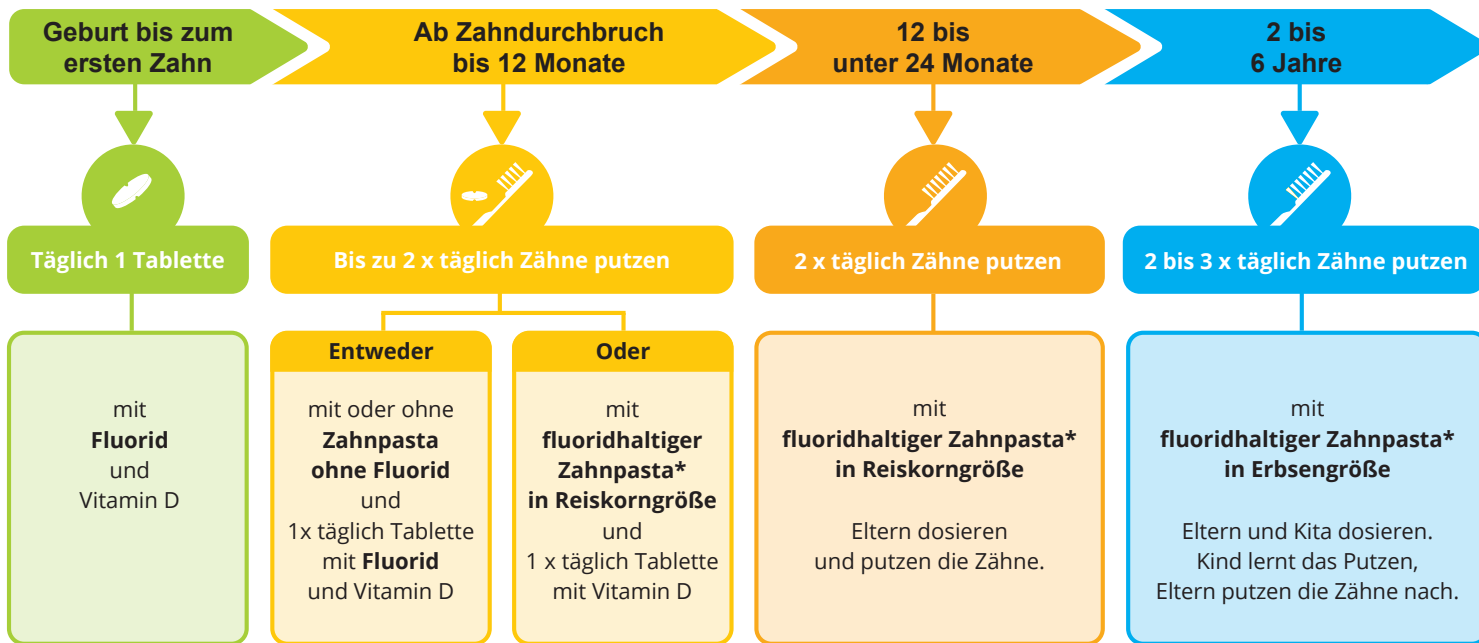 Geburt bis zum
ersten Zahn
Ab Zahndurchbruch
bis 12 Monate
12 bis
unter 24 Monate
2 bis
6 Jahre
Täglich 1 Tablette
Bis zu 2 x täglich Zähne putzen
2 x täglich Zähne putzen
2 bis 3 x täglich Zähne putzen
mit
Fluorid
und
Vitamin D
Entweder
mit oder ohne
Zahnpasta
ohne Fluorid
und
1x täglich Tablette
mit Fluorid
und Vitamin D
Oder
mit
fluoridhaltiger
Zahnpasta*
in Reiskorngröße
und
1 x täglich Tablette
mit Vitamin D
mit
fluoridhaltiger Zahnpasta*
in Reiskorngröße
Eltern dosieren
und putzen die Zähne.
mit
fluoridhaltiger Zahnpasta*
in Erbsengröße
Eltern und Kita dosieren.
Kind lernt das Putzen,
Eltern putzen die Zähne nach.